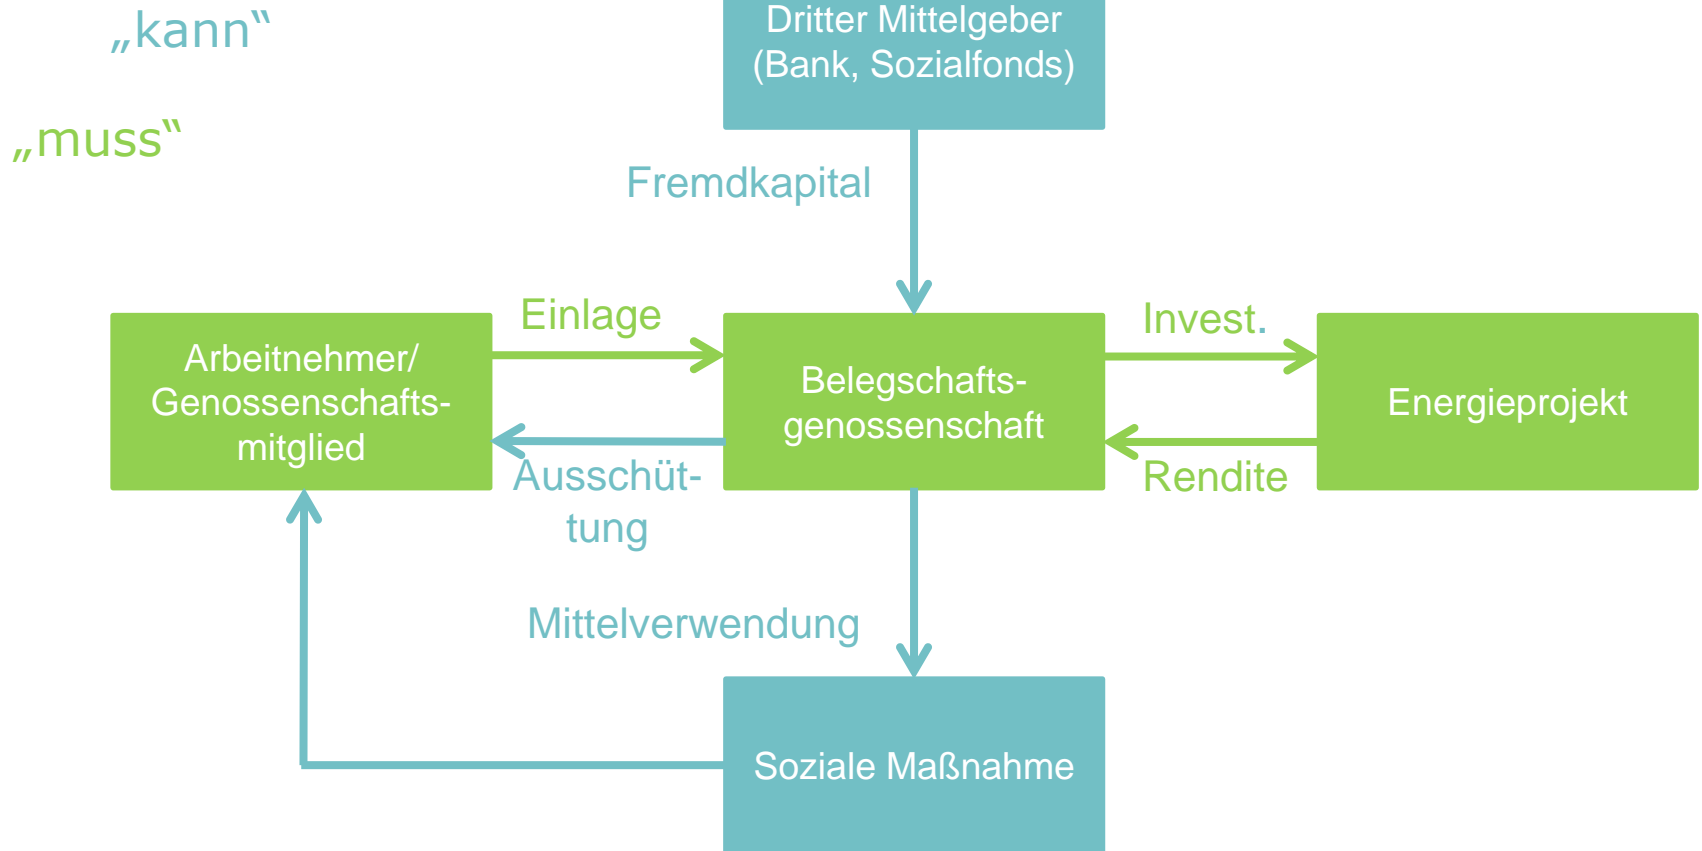 „kann“
„muss“
Dritter Mittelgeber
(Bank, Sozialfonds)
Fremdkapital
Arbeitnehmer/
Genossenschafts-
mitglied
Einlage
Ausschüt-
tung
Belegschafts-
genossenschaft
Invest.
Rendite
Energieprojekt
Mittelverwendung
Soziale Maßnahme